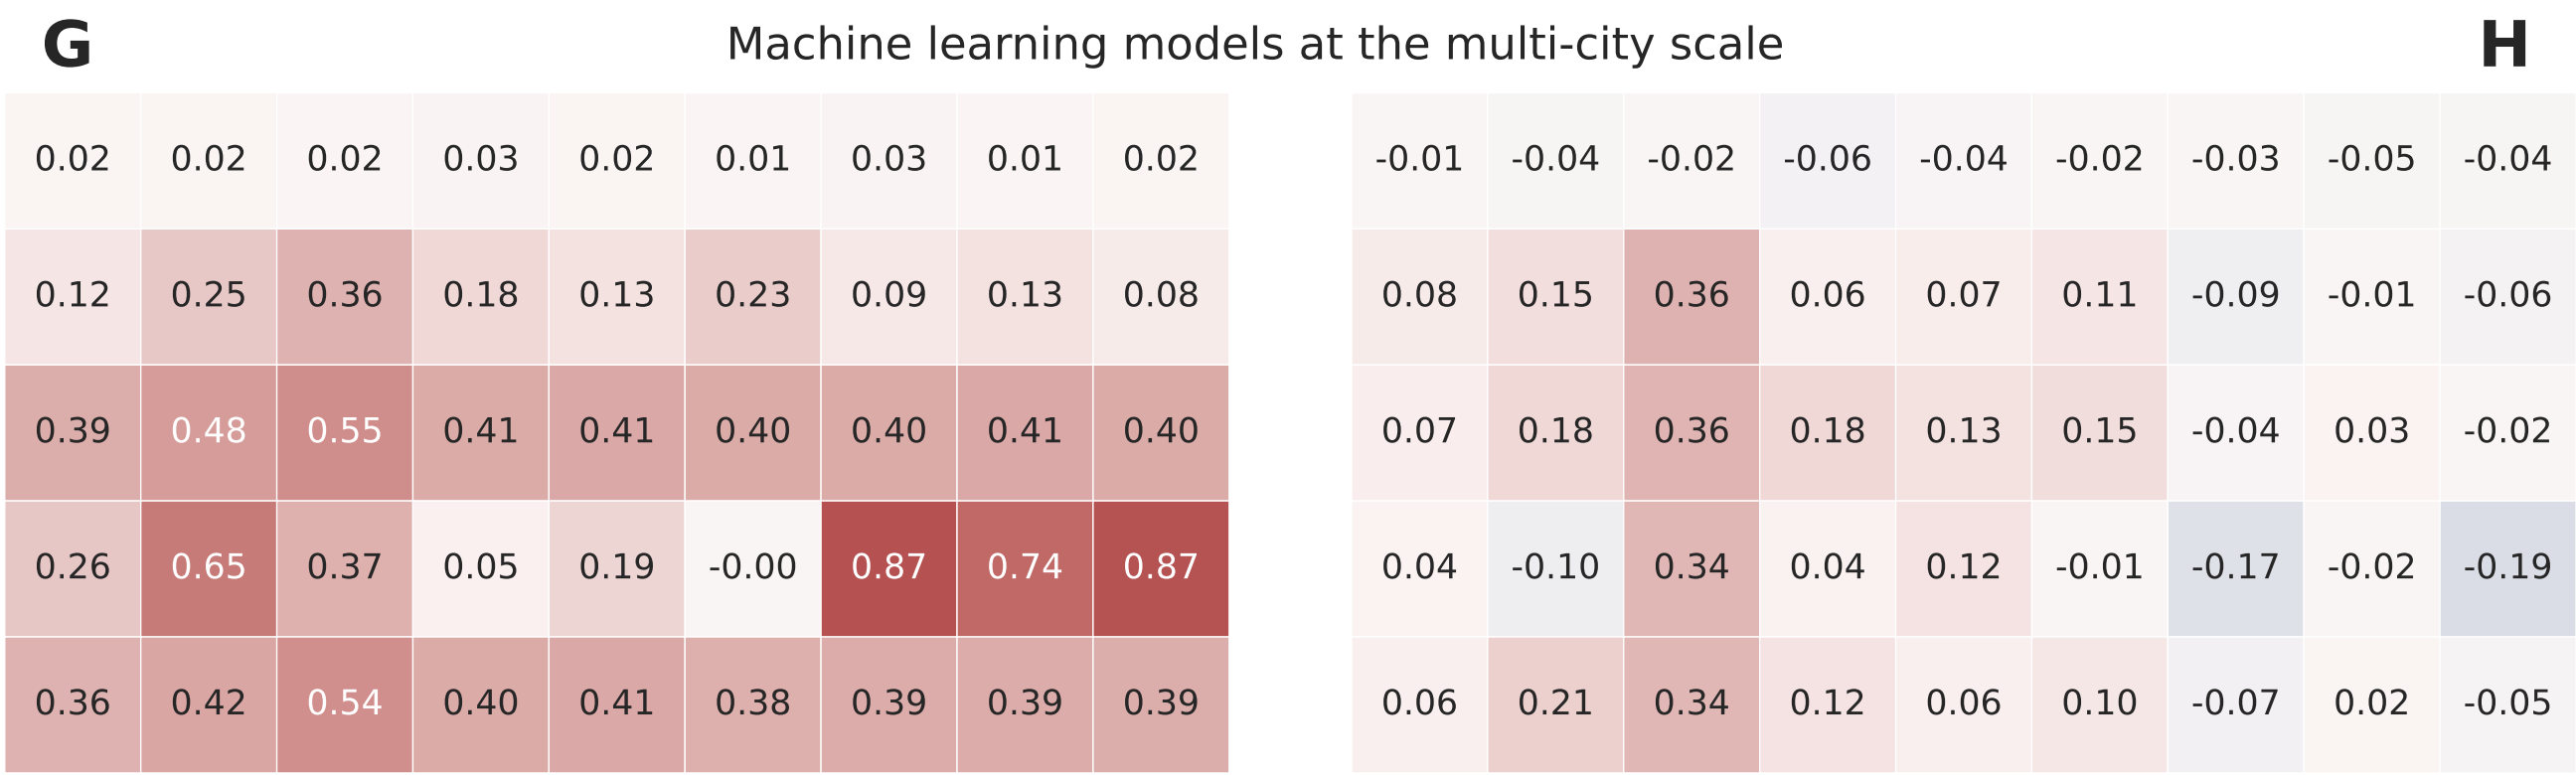 G Machine learning models at the multi-city scale H
0.02 0.02 0.02 0.03 0.02 0.01 0.03 0.01 0.02 -0.01 -0.04 -0.02 -0.06 -0.04 -0.02 -0.03 -0.05 -0.04
0.12 0.25 0.36 0.18 0.13 0.23 0.09 0.13 0.08 0.08 0.15 0.36 0.06 0.07 0.11 -0.09 -0.01 -0.06
0.39 0.48 0.55 0.41 0.41 0.40 0.40 0.41 0.40 0.07 0.18 0.36 0.18 0.13 0.15 -0.04 0.03 -0.02
0.26 0.65 0.37 0.05 0.19 -0.00 0.87 0.74 0.87 0.04 -0.10 0.34 0.04 0.12 -0.01 -0.17 -0.02 -0.19
0.36 0.42 0.54 0.40 0.41 0.38 0.39 0.39 0.39 0.06 0.21 0.34 0.12 0.06 0.10 -0.07 0.02 -0.05